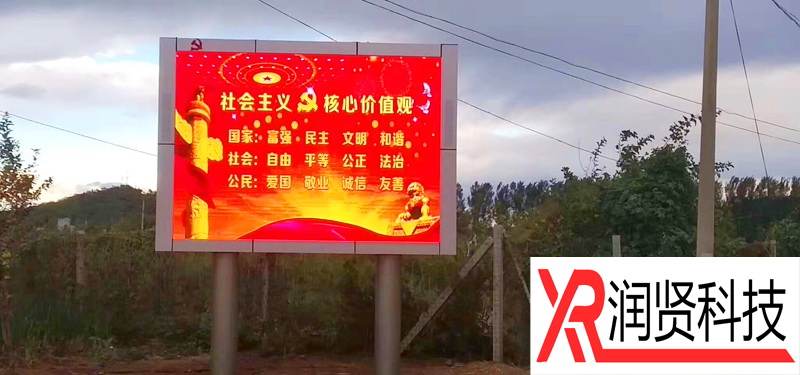 社会主义 核心价值观
国家：富强 民主 文明 和谐
社会：自由 平等 公正 法治
公民：爱国 敬业 诚信 友善
润贤科技